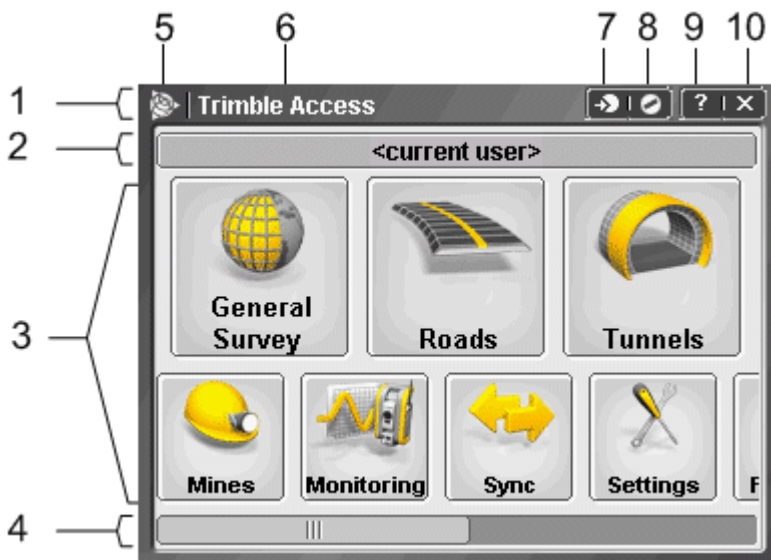 5 6 7 8 9 10
1 Trimble Access ? X
2 <current user>
3
General Survey
Roads
Tunnels
Mines
Monitoring
Sync
Settings
F
4